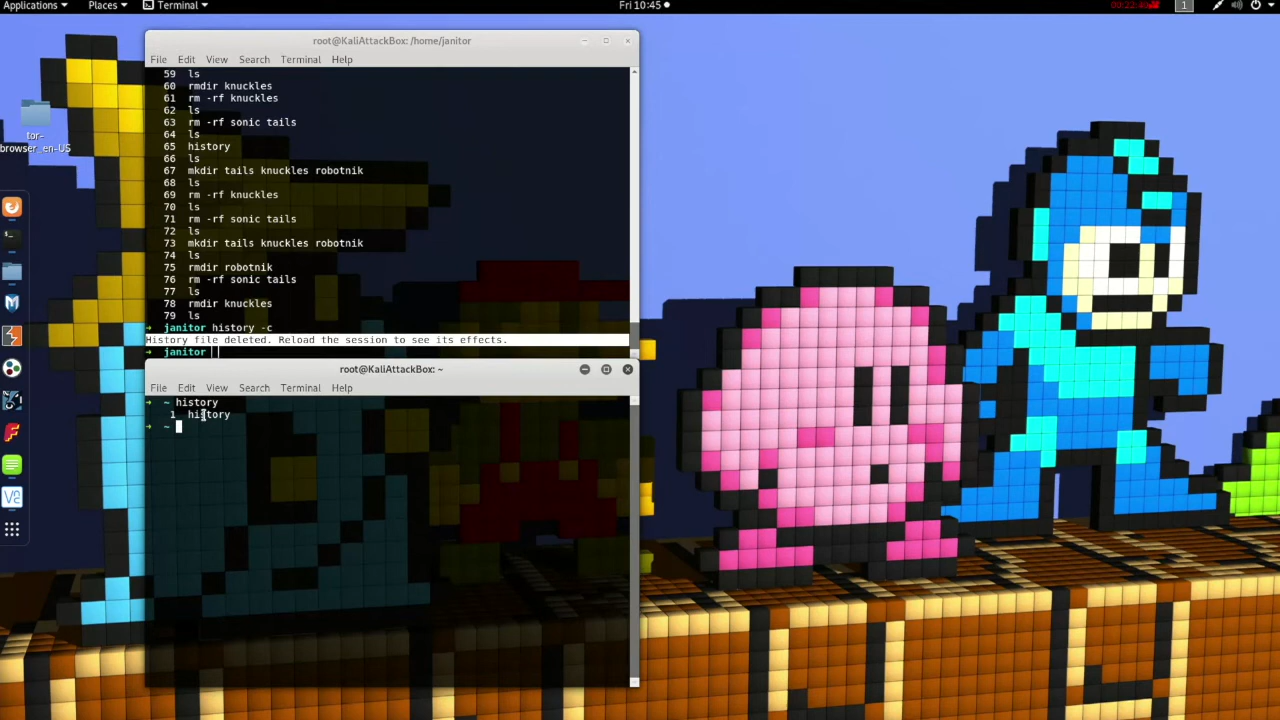 Applications Places Terminal Fri 10:45 00:22:40 1
root@KaliAttackBox: /home/janitor
File Edit View Search Terminal Help
59 ls
60 rmdir knuckles
61 rm -rf knuckles
62 ls
63 rm -rf sonic tails
64 ls
65 history
66 ls
67 mkdir tails knuckles robotnik
68 ls
69 rm -rf knuckles
70 ls
71 rm -rf sonic tails
72 ls
73 mkdir tails knuckles robotnik
74 ls
75 rmdir robotnik
76 rm -rf sonic tails
77 ls
78 rmdir knuckles
79 ls
➜ janitor history -c
History file deleted. Reload the session to see its effects.
➜ janitor
root@KaliAttackBox: ~
File Edit View Search Terminal Help
➜ ~ history
1 history
➜ ~
tor-
browser_en-US